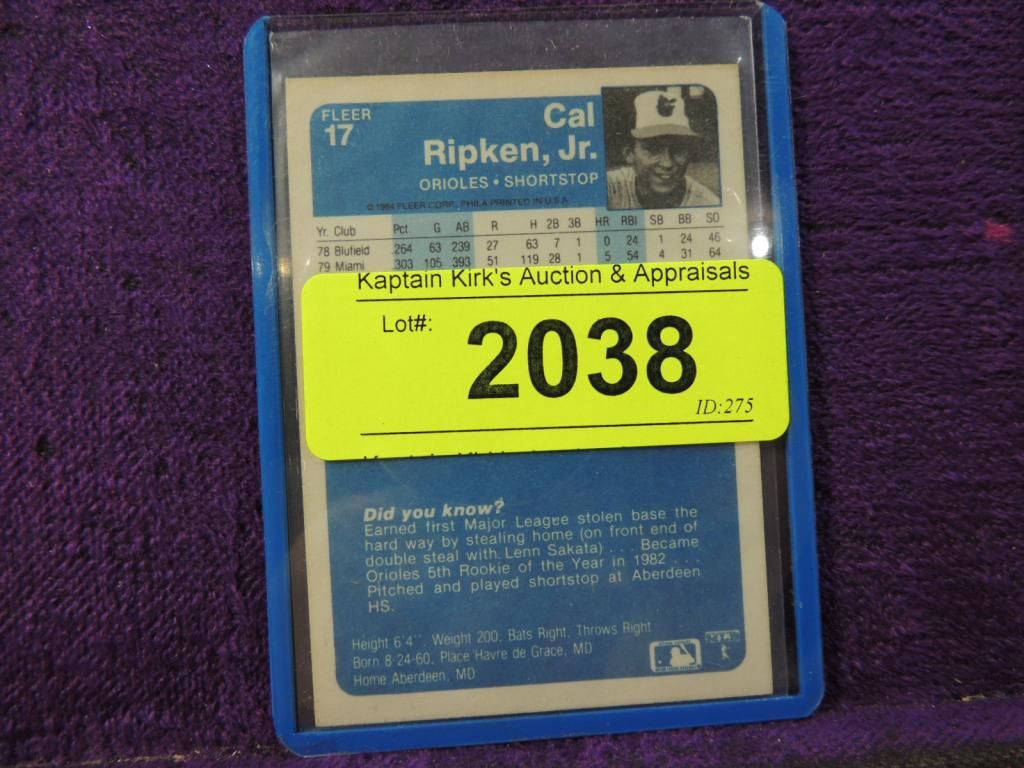 FLEER
17
Cal
Ripken, Jr.
ORIOLES • SHORTSTOP
© 1984 FLEER CORP. PHILA PRINTED IN U.S.A.
Yr. Club Pct. G AB R H 2B 3B HR RBI SB BB SO
78 Blufield .264 63 239 27 63 7 1 0 24 1 24 46
79 Miami .303 105 393 51 119 28 1 5 54 4 31 64
Kaptain Kirk's Auction & Appraisals
Lot#:
2038
ID:275
Did you know?
Earned first Major League stolen base the
hard way by stealing home (on front end of
double steal with Lenn Sakata) . . . Became
Orioles 5th Rookie of the Year in 1982 . . .
Pitched and played shortstop at Aberdeen
HS.
Height 6'4'', Weight 200, Bats Right, Throws Right
Born 8-24-60, Place Havre de Grace, MD
Home Aberdeen, MD